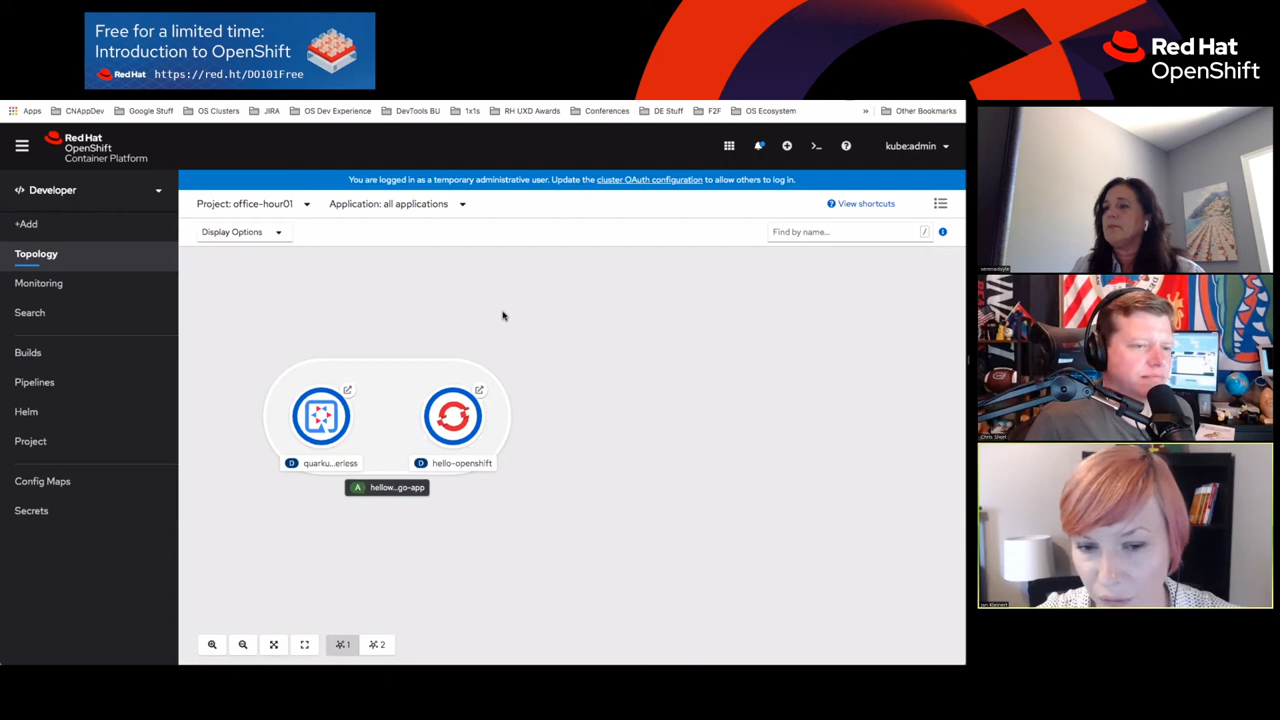 Free for a limited time:
Introduction to OpenShift
Red Hat https://red.ht/DO101Free
Red Hat
OpenShift
Apps CNAppDev Google Stuff OS Clusters JIRA OS Dev Experience DevTools BU 1x1s RH UXD Awards Conferences DE Stuff F2F OS Ecosystem » Other Bookmarks
Red Hat
OpenShift
Container Platform
kube:admin
Developer
You are logged in as a temporary administrative user. Update the cluster OAuth configuration to allow others to log in.
Project: office-hour01 Application: all applications View shortcuts
+Add
Display Options Find by name... /
Topology
Monitoring
Search
Builds
Pipelines
Helm
Project
Config Maps
Secrets
D quarku...erless D hello-openshift
A hellow...go-app
1 2
serenadoyle
Chris Short
Jan Kleinert